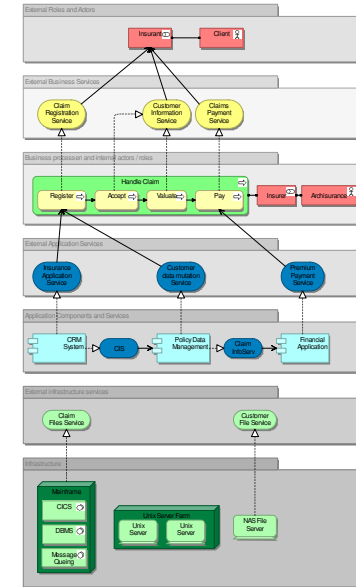 External Roles and Actors
Insurant
Client
External Business Services
Claim
Registration
Service
Customer
Information
Service
Claims
Payment
Service
Business processen and internal actors / roles
Handle Claim
Register
Accept
Valuate
Pay
Insurer
Archisurance
External Application Services
Insurance
Application
Service
Customer
data mutation
Service
Premium
Payment
Service
Application Components and Services
CRM
System
CIS
Policy Data
Management
Claim
InfoServ
Financial
Application
External infrastructure services
Claim
Files Service
Customer
File Service
Infrastructure
Mainframe
CICS
DBMS
Message
Queing
Unix Server Farm
Unix
Server
Unix
Server
NAS File
Server